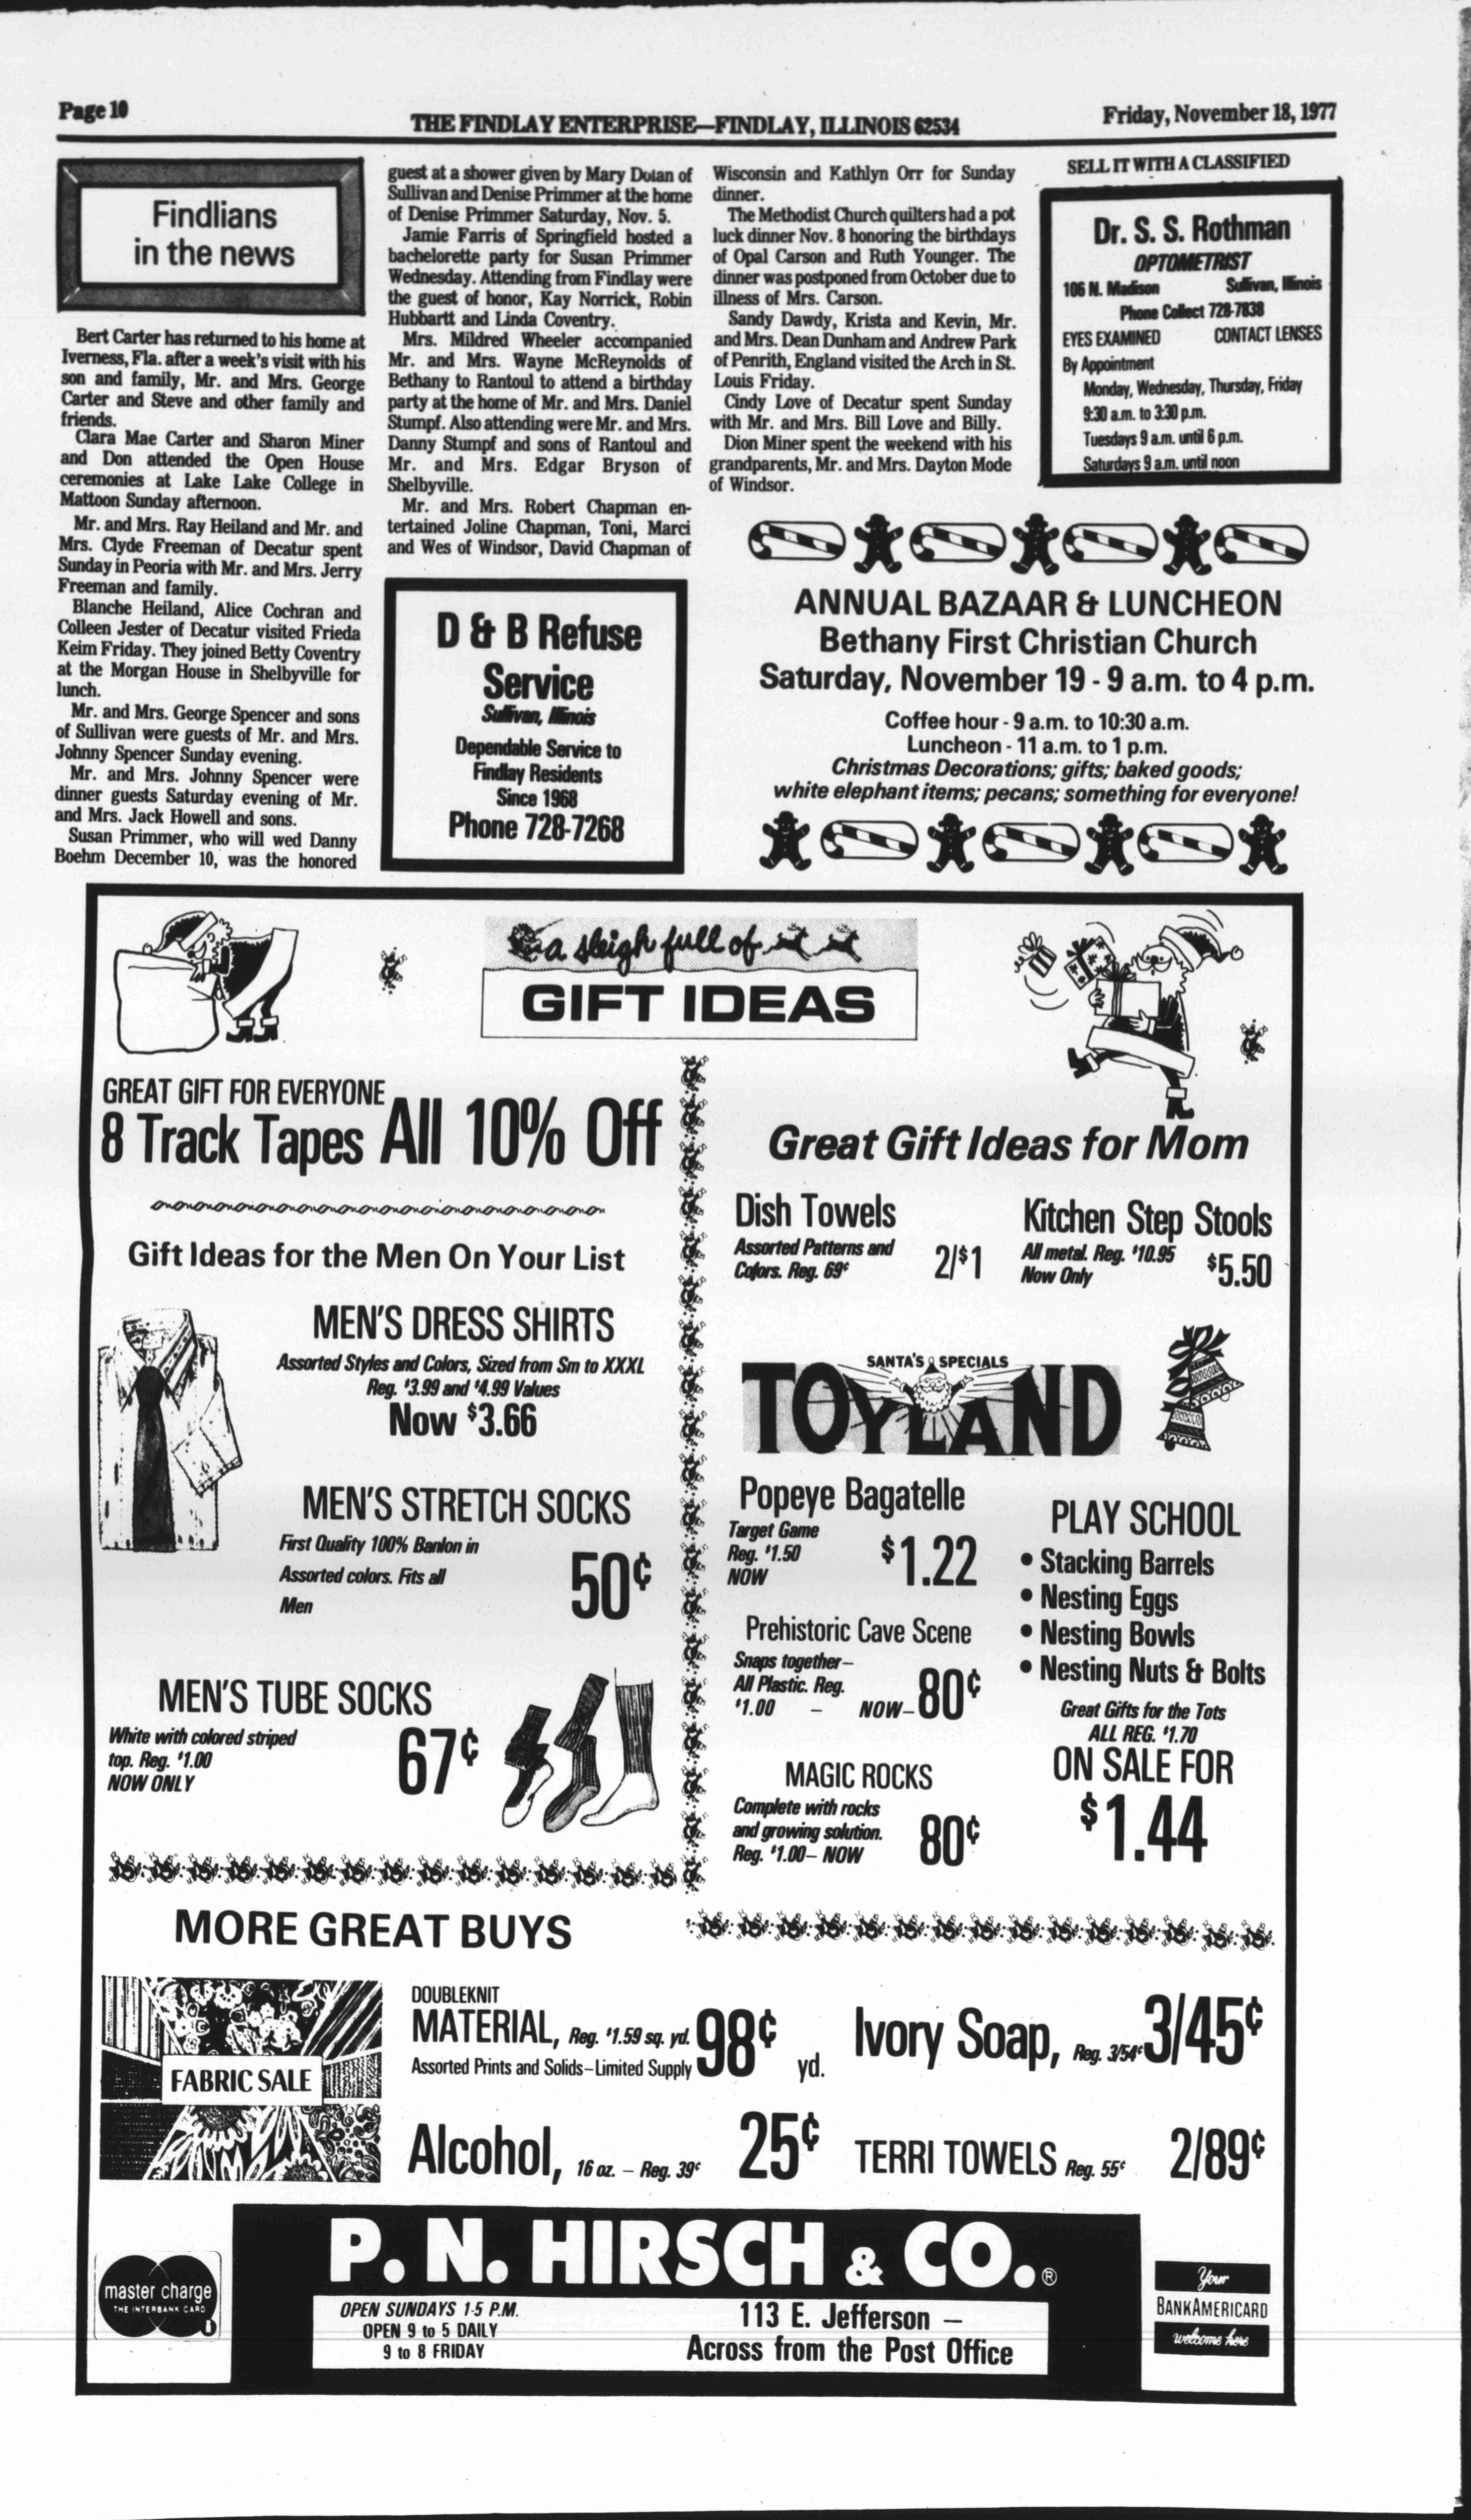 Page 10
THE FINDLAY ENTERPRISE—FINDLAY, ILLINOIS 62534
Friday, November 18, 1977
Findlians
in the news
Bert Carter has returned to his home at
Iverness, Fla. after a week's visit with his
son and family, Mr. and Mrs. George
Carter and Steve and other family and
friends.
Clara Mae Carter and Sharon Miner
and Don attended the Open House
ceremonies at Lake Lake College in
Mattoon Sunday afternoon.
Mr. and Mrs. Ray Heiland and Mr. and
Mrs. Clyde Freeman of Decatur spent
Sunday in Peoria with Mr. and Mrs. Jerry
Freeman and family.
Blanche Heiland, Alice Cochran and
Colleen Jester of Decatur visited Frieda
Keim Friday. They joined Betty Coventry
at the Morgan House in Shelbyville for
lunch.
Mr. and Mrs. George Spencer and sons
of Sullivan were guests of Mr. and Mrs.
Johnny Spencer Sunday evening.
Mr. and Mrs. Johnny Spencer were
dinner guests Saturday evening of Mr.
and Mrs. Jack Howell and sons.
Susan Primmer, who will wed Danny
Boehm December 10, was the honored
guest at a shower given by Mary Dolan of
Sullivan and Denise Primmer at the home
of Denise Primmer Saturday, Nov. 5.
Jamie Farris of Springfield hosted a
bachelorette party for Susan Primmer
Wednesday. Attending from Findlay were
the guest of honor, Kay Norrick, Robin
Hubbartt and Linda Coventry.
Mrs. Mildred Wheeler accompanied
Mr. and Mrs. Wayne McReynolds of
Bethany to Rantoul to attend a birthday
party at the home of Mr. and Mrs. Daniel
Stumpf. Also attending were Mr. and Mrs.
Danny Stumpf and sons of Rantoul and
Mr. and Mrs. Edgar Bryson of
Shelbyville.
Mr. and Mrs. Robert Chapman en-
tertained Joline Chapman, Toni, Marci
and Wes of Windsor, David Chapman of
Wisconsin and Kathlyn Orr for Sunday
dinner.
The Methodist Church quilters had a pot
luck dinner Nov. 8 honoring the birthdays
of Opal Carson and Ruth Younger. The
dinner was postponed from October due to
illness of Mrs. Carson.
Sandy Dawdy, Krista and Kevin, Mr.
and Mrs. Dean Dunham and Andrew Park
of Penrith, England visited the Arch in St.
Louis Friday.
Cindy Love of Decatur spent Sunday
with Mr. and Mrs. Bill Love and Billy.
Dion Miner spent the weekend with his
grandparents, Mr. and Mrs. Dayton Mode
of Windsor.
SELL IT WITH A CLASSIFIED
Dr. S. S. Rothman
OPTOMETRIST
106 N. Madison Sullivan, Illinois
Phone Collect 728-7838
EYES EXAMINED CONTACT LENSES
By Appointment
Monday, Wednesday, Thursday, Friday
9:30 a.m. to 3:30 p.m.
Tuesdays 9 a.m. until 6 p.m.
Saturdays 9 a.m. until noon
D & B Refuse
Service
Sullivan, Illinois
Dependable Service to
Findlay Residents
Since 1968
Phone 728-7268
ANNUAL BAZAAR & LUNCHEON
Bethany First Christian Church
Saturday, November 19 - 9 a.m. to 4 p.m.
Coffee hour - 9 a.m. to 10:30 a.m.
Luncheon - 11 a.m. to 1 p.m.
Christmas Decorations; gifts; baked goods;
white elephant items; pecans; something for everyone!
a sleigh full of
GIFT IDEAS
GREAT GIFT FOR EVERYONE
8 Track Tapes All 10% Off
Gift Ideas for the Men On Your List
MEN'S DRESS SHIRTS
Assorted Styles and Colors, Sized from Sm to XXXL
Reg. $3.99 and $4.99 Values
Now $3.66
MEN'S STRETCH SOCKS
First Quality 100% Banlon in
Assorted colors. Fits all
Men
50¢
MEN'S TUBE SOCKS
White with colored striped
top. Reg. $1.00
NOW ONLY
67¢
Great Gift Ideas for Mom
Dish Towels
Assorted Patterns and
Colors. Reg. 69¢
2/$1
Kitchen Step Stools
All metal. Reg. $10.95
Now Only
$5.50
SANTA'S SPECIALS
TOYLAND
Popeye Bagatelle
Target Game
Reg. $1.50
NOW
$1.22
Prehistoric Cave Scene
Snaps together—
All Plastic. Reg.
$1.00 – NOW– 80¢
MAGIC ROCKS
Complete with rocks
and growing solution.
Reg. $1.00– NOW
80¢
PLAY SCHOOL
• Stacking Barrels
• Nesting Eggs
• Nesting Bowls
• Nesting Nuts & Bolts
Great Gifts for the Tots
ALL REG. $1.70
ON SALE FOR
$1.44
MORE GREAT BUYS
FABRIC SALE
DOUBLEKNIT
MATERIAL, Reg. $1.59 sq. yd. 98¢ yd.
Assorted Prints and Solids–Limited Supply
Ivory Soap, Reg. 3/54¢ 3/45¢
Alcohol, 16 oz. – Reg. 39¢ 25¢
TERRI TOWELS Reg. 55¢ 2/89¢
P. N. HIRSCH & CO.®
OPEN SUNDAYS 1-5 P.M.
OPEN 9 to 5 DAILY
9 to 8 FRIDAY
113 E. Jefferson —
Across from the Post Office
master charge
THE INTERBANK CARD
i
Your
BANKAMERICARD
welcome here